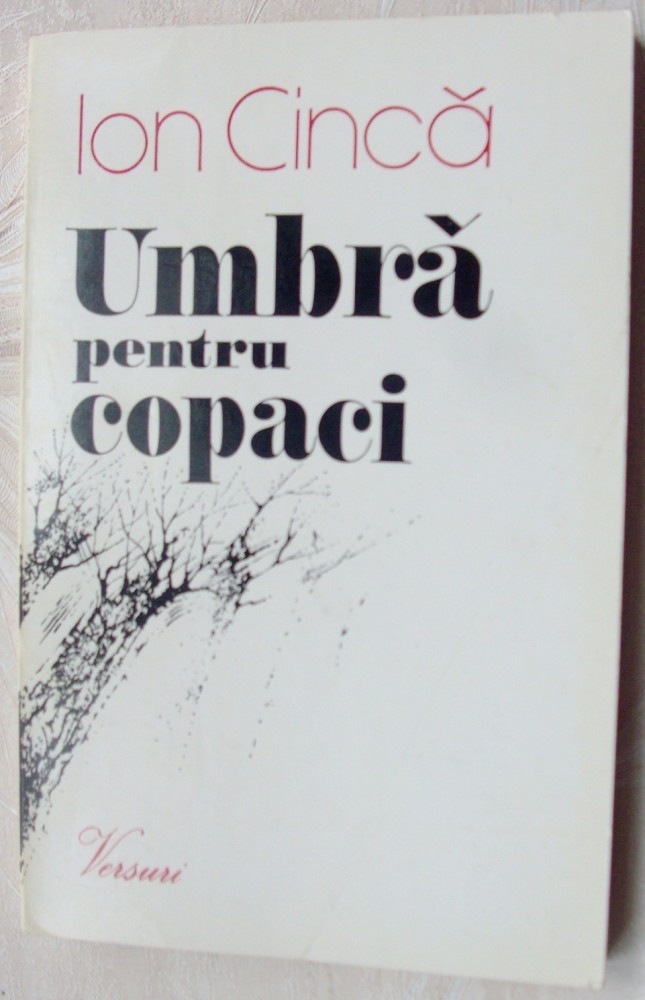 Ion Cincă
Umbră
pentru
copaci
Versuri